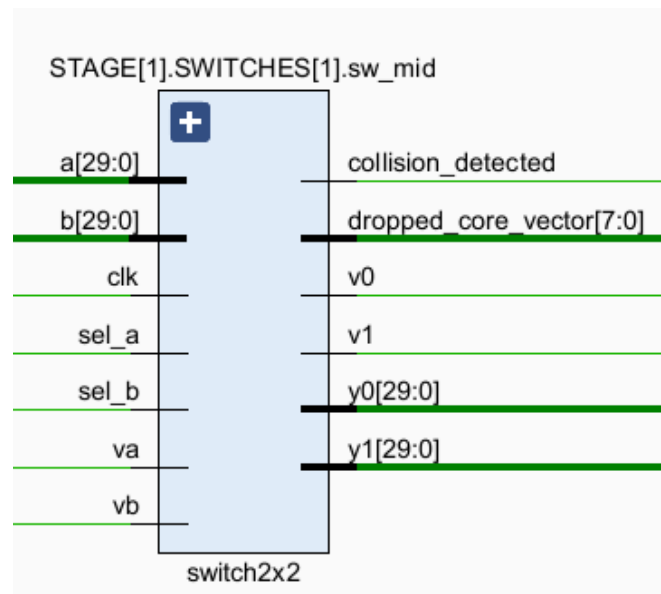 STAGE[1].SWITCHES[1].sw_mid
a[29:0]
collision_detected
b[29:0]
dropped_core_vector[7:0]
clk
v0
sel_a
v1
sel_b
y0[29:0]
va
y1[29:0]
vb
switch2x2